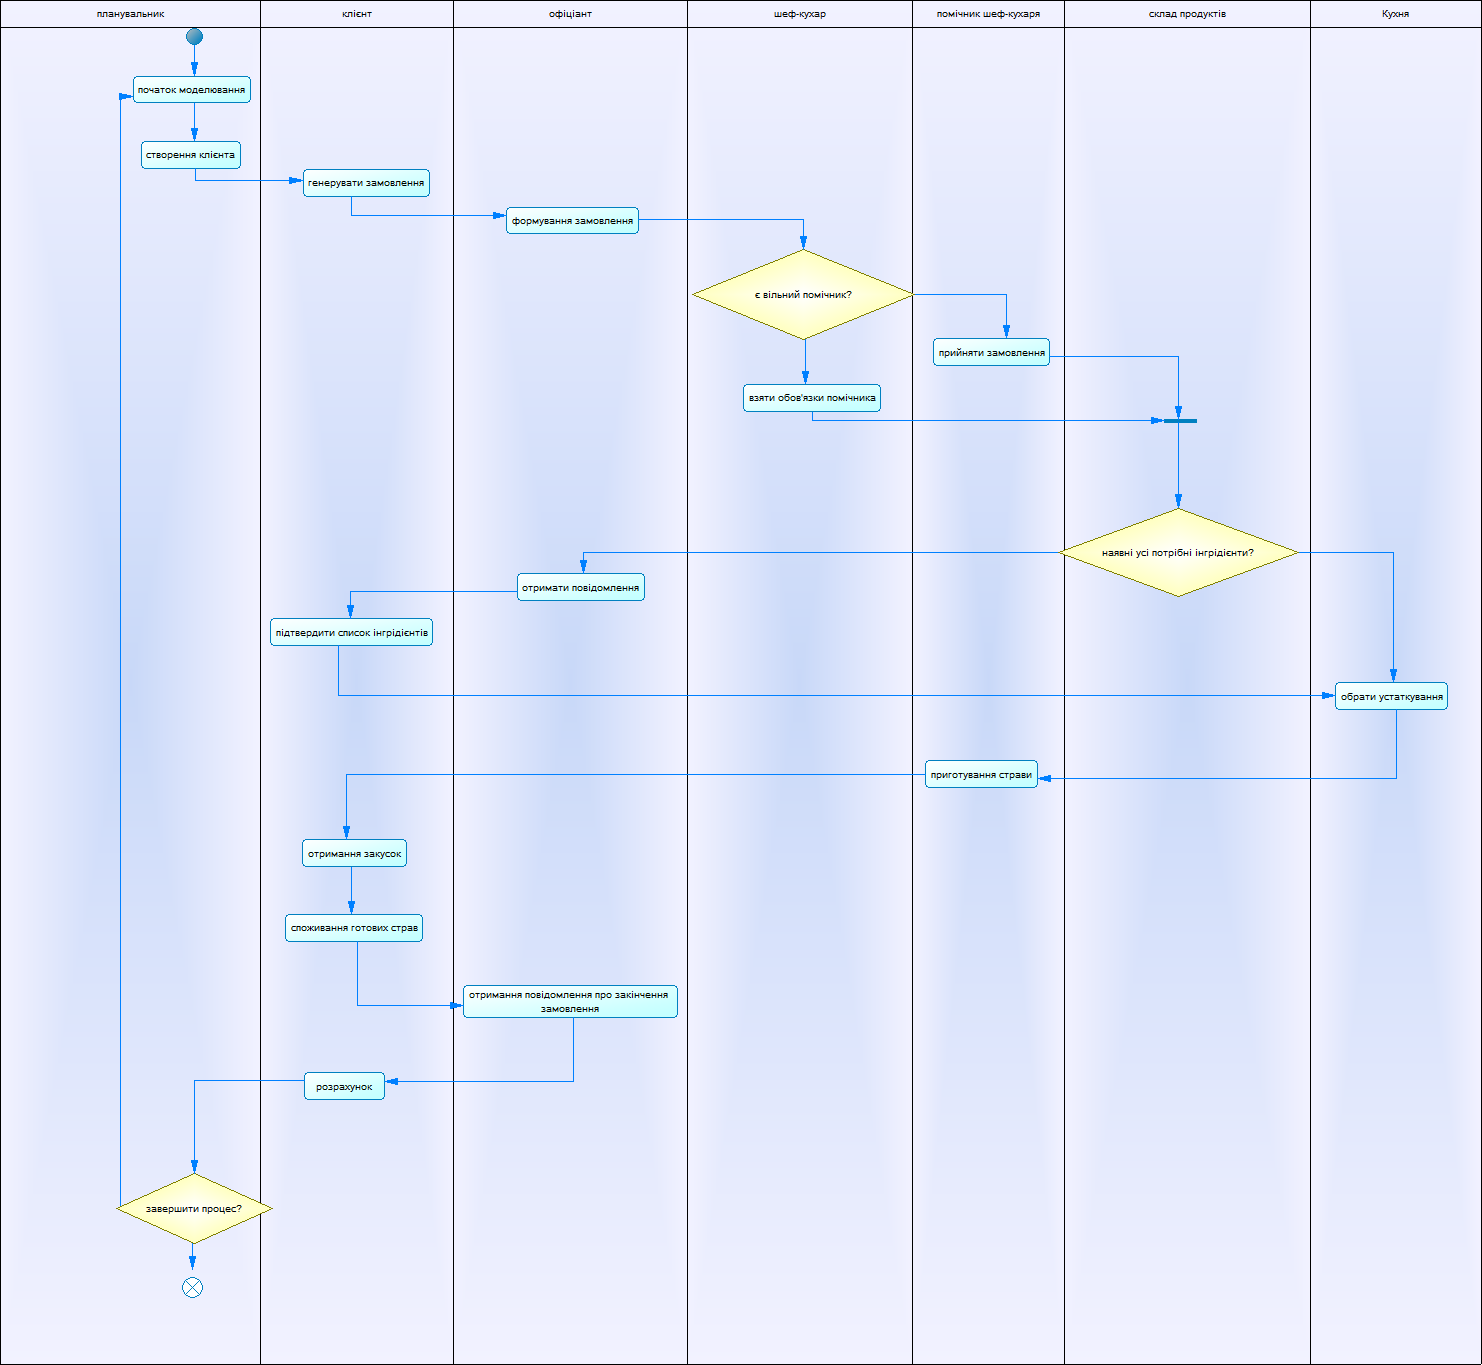 планувальник
клієнт
офіціант
шеф-кухар
помічник шеф-кухаря
склад продуктів
Кухня
початок моделювання
створення клієнта
генерувати замовлення
формування замовлення
є вільний помічник?
прийняти замовлення
взяти обов'язки помічника
наявні усі потрібні інгрідієнти?
отримати повідомлення
підтвердити список інгрідієнтів
обрати устаткування
приготування страви
отримання закусок
споживання готових страв
отримання повідомлення про закінчення
замовлення
розрахунок
завершити процес?